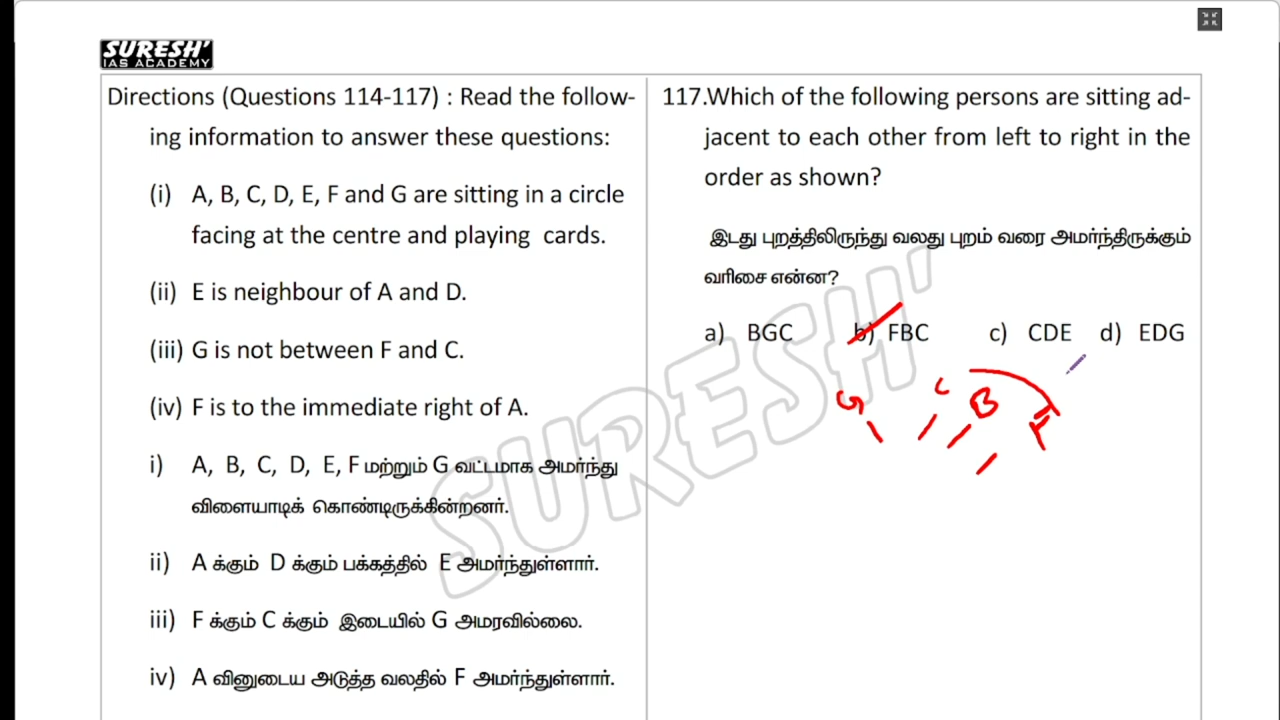 SURESH'
IAS ACADEMY
Directions (Questions 114-117) : Read the follow-
ing information to answer these questions:
(i) A, B, C, D, E, F and G are sitting in a circle
facing at the centre and playing cards.
(ii) E is neighbour of A and D.
(iii) G is not between F and C.
(iv) F is to the immediate right of A.
i) A, B, C, D, E, F மற்றும் G வட்டமாக அமர்ந்து
விளையாடிக் கொண்டிருக்கின்றனர்.
ii) A க்கும் D க்கும் பக்கத்தில் E அமர்ந்துள்ளார்.
iii) F க்கும் C க்கும் இடையில் G அமரவில்லை.
iv) A வினுடைய அடுத்த வலதில் F அமர்ந்துள்ளார்.
117.Which of the following persons are sitting ad-
jacent to each other from left to right in the
order as shown?
இடது புறத்திலிருந்து வலது புறம் வரை அமர்ந்திருக்கும்
வரிசை என்ன?
a) BGC b) FBC c) CDE d) EDG
G C B F
SURESH'